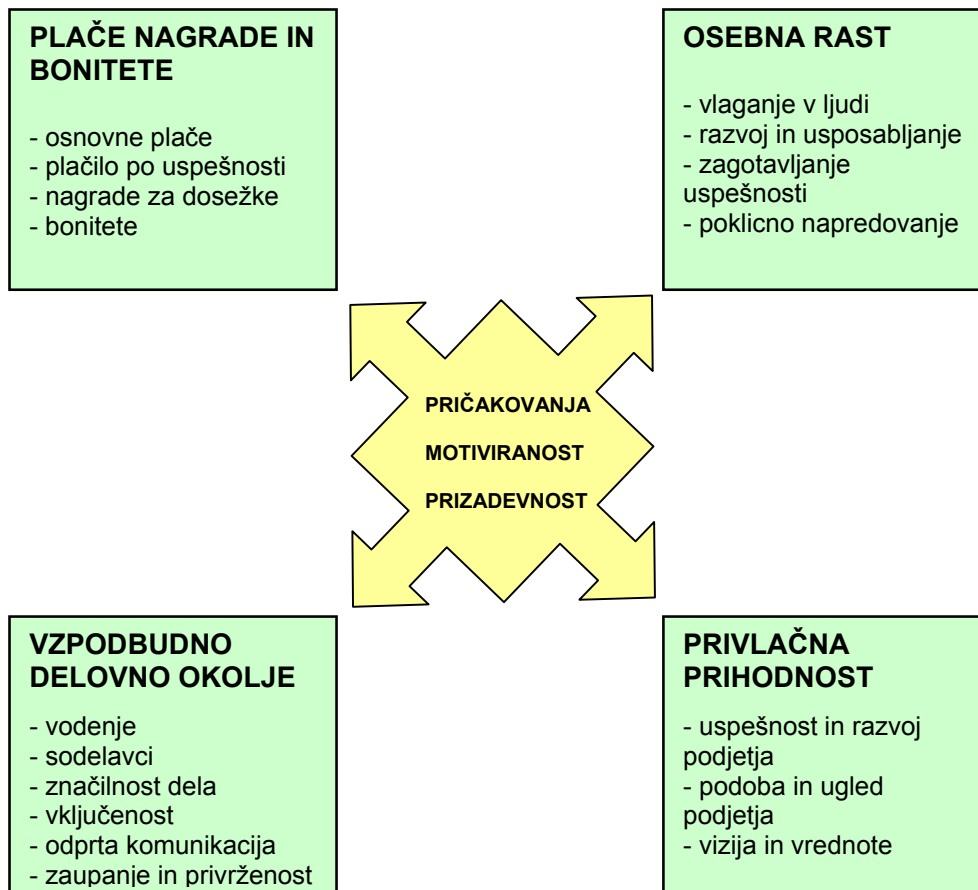 PLAČE NAGRADE IN
BONITETE
- osnovne plače
- plačilo po uspešnosti
- nagrade za dosežke
- bonitete
OSEBNA RAST
- vlaganje v ljudi
- razvoj in usposabljanje
- zagotavljanje
uspešnosti
- poklicno napredovanje
PRIČAKOVANJA
MOTIVIRANOST
PRIZADEVNOST
VZPODBUDNO
DELOVNO OKOLJE
- vodenje
- sodelavci
- značilnost dela
- vključenost
- odprta komunikacija
- zaupanje in privrženost
PRIVLAČNA
PRIHODNOST
- uspešnost in razvoj
podjetja
- podoba in ugled
podjetja
- vizija in vrednote